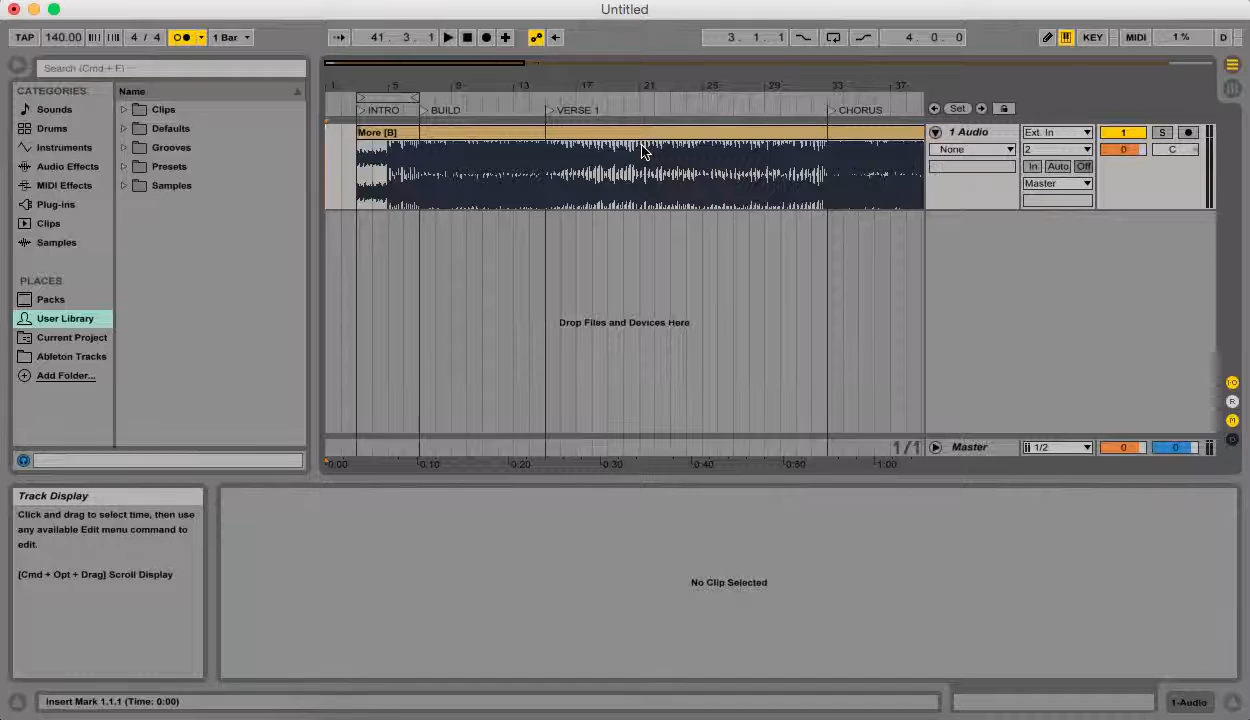 Untitled
TAP 140.00 4 / 4 1 Bar 41. 3. 1 3. 1. 1 4. 0. 0 KEY MIDI 1 % D
Search (Cmd + F)
CATEGORIES
Sounds
Drums
Instruments
Audio Effects
MIDI Effects
Plug-ins
Clips
Samples
PLACES
Packs
User Library
Current Project
Ableton Tracks
Add Folder...
Name
Clips
Defaults
Grooves
Presets
Samples
1 5 9 13 17 21 25 29 33 37
INTRO BUILD VERSE 1 CHORUS
Set
More [B]
1 Audio Ext. In 1 S
None 2 0 C
In Auto Off
Master
Drop Files and Devices Here
1/1 Master 1/2 0 0
0:00 0:10 0:20 0:30 0:40 0:50 1:00
I·O
R
M
D
Track Display
Click and drag to select time, then use
any available Edit menu command to
edit.
[Cmd + Opt + Drag] Scroll Display
No Clip Selected
Insert Mark 1.1.1 (Time: 0:00)
1-Audio